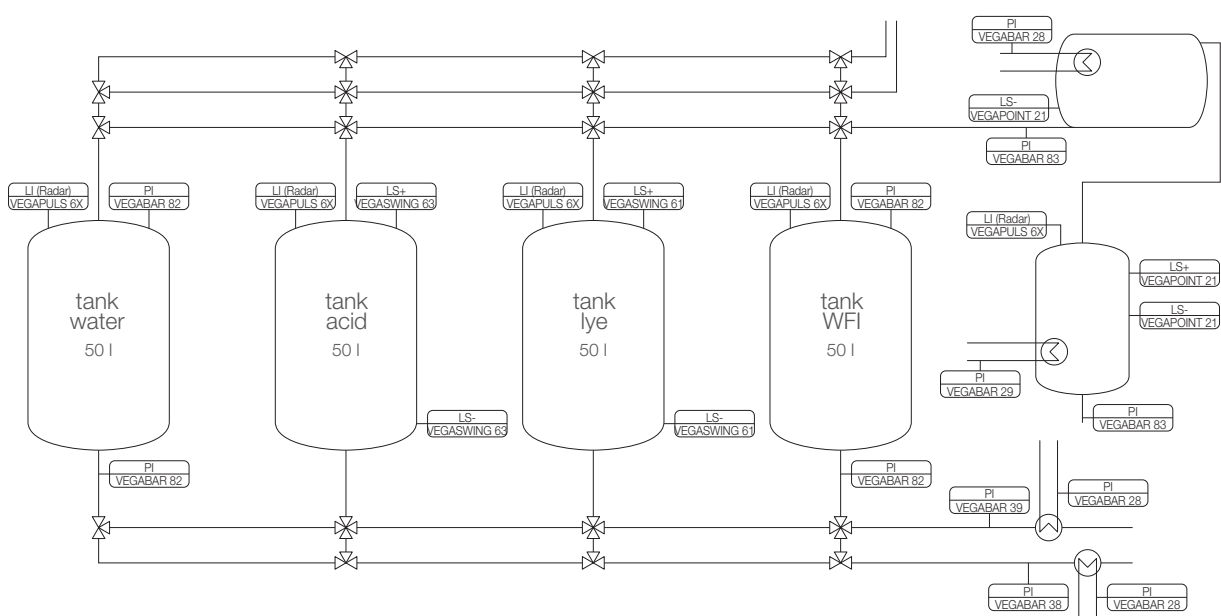 PI
VEGABAR 28
LS-
VEGAPOINT 21
PI
VEGABAR 83
LI (Radar)
VEGAPULS 6X
PI
VEGABAR 82
LI (Radar)
VEGAPULS 6X
LS+
VEGASWING 63
LI (Radar)
VEGAPULS 6X
LS+
VEGASWING 61
LI (Radar)
VEGAPULS 6X
PI
VEGABAR 82
LI (Radar)
VEGAPULS 6X
LS+
VEGAPOINT 21
LS-
VEGAPOINT 21
tank
water
50 l
tank
acid
50 l
tank
lye
50 l
tank
WFI
50 l
PI
VEGABAR 29
LS-
VEGASWING 63
LS-
VEGASWING 61
PI
VEGABAR 83
PI
VEGABAR 82
PI
VEGABAR 82
PI
VEGABAR 39
PI
VEGABAR 28
PI
VEGABAR 38
PI
VEGABAR 28